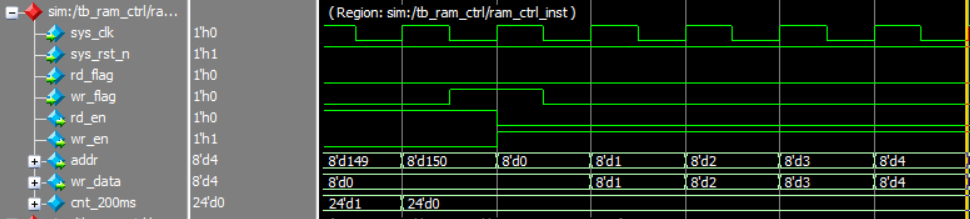 sim:/tb_ram_ctrl/ra... (Region: sim:/tb_ram_ctrl/ram_ctrl_inst)
sys_clk 1'h0
sys_rst_n 1'h1
rd_flag 1'h0
wr_flag 1'h0
rd_en 1'h0
wr_en 1'h1
addr 8'd4 8'd149 8'd150 8'd0 8'd1 8'd2 8'd3 8'd4
wr_data 8'd4 8'd0 8'd1 8'd2 8'd3 8'd4
cnt_200ms 24'd0 24'd1 24'd0